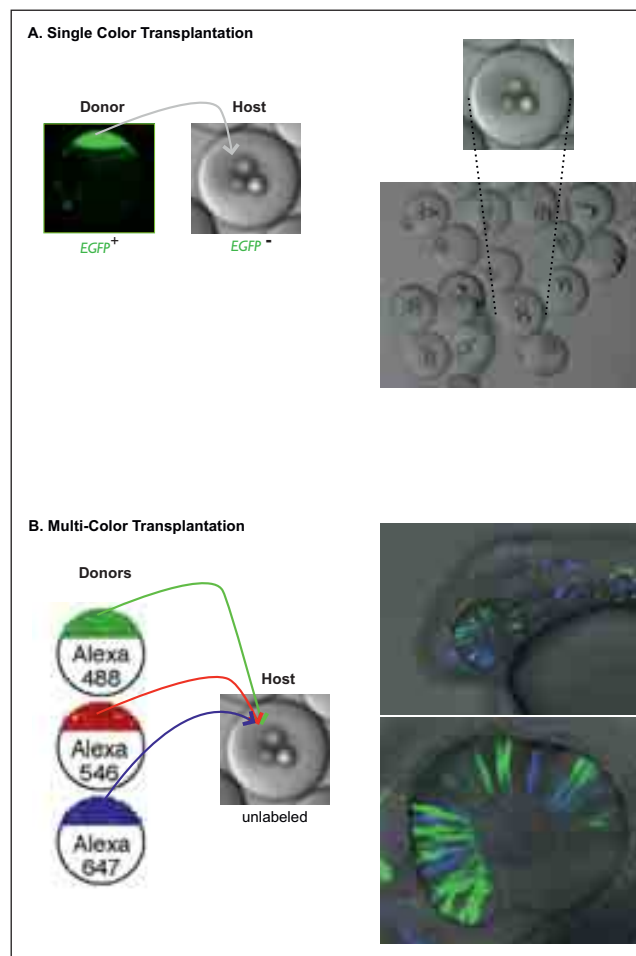 A. Single Color Transplantation
Donor
Host
EGFP+
EGFP -
B. Multi-Color Transplantation
Donors
Alexa
488
Host
Alexa
546
Alexa
647
unlabeled